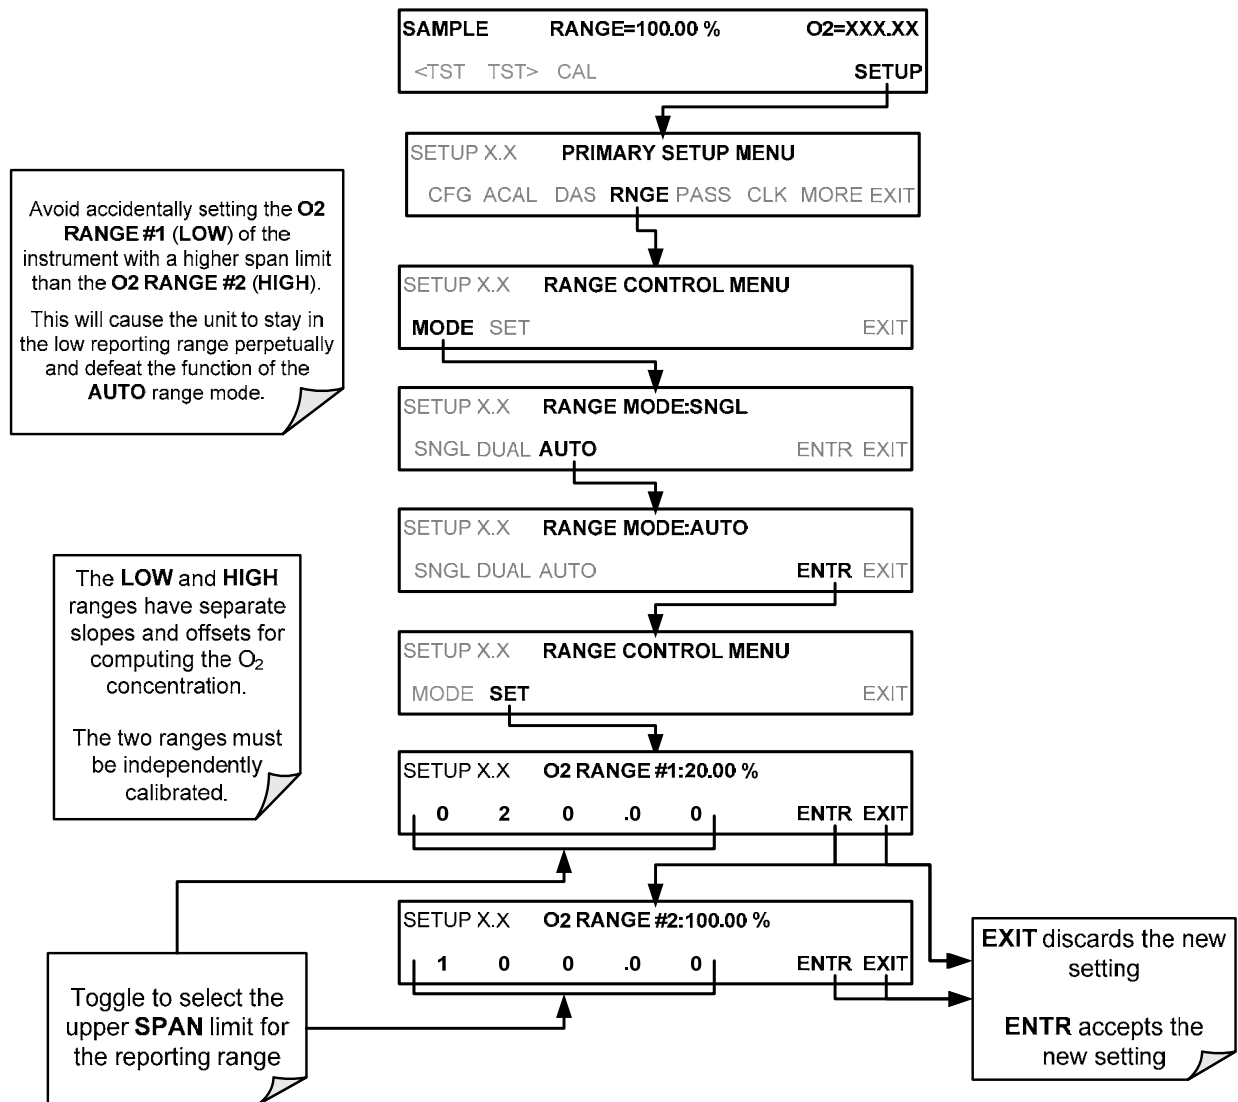 SAMPLE RANGE=100.00 % O2=XXX.XX
<TST TST> CAL SETUP
SETUP X.X PRIMARY SETUP MENU
CFG ACAL DAS RNGE PASS CLK MORE EXIT
Avoid accidentally setting the O2
RANGE #1 (LOW) of the
instrument with a higher span limit
than the O2 RANGE #2 (HIGH).
This will cause the unit to stay in
the low reporting range perpetually
and defeat the function of the
AUTO range mode.
SETUP X.X RANGE CONTROL MENU
MODE SET EXIT
SETUP X.X RANGE MODE:SNGL
SNGL DUAL AUTO ENTR EXIT
SETUP X.X RANGE MODE:AUTO
SNGL DUAL AUTO ENTR EXIT
The LOW and HIGH
ranges have separate
slopes and offsets for
computing the O₂
concentration.
The two ranges must
be independently
calibrated.
SETUP X.X RANGE CONTROL MENU
MODE SET EXIT
SETUP X.X O2 RANGE #1:20.00 %
0 2 0 .0 0 ENTR EXIT
SETUP X.X O2 RANGE #2:100.00 %
1 0 0 .0 0 ENTR EXIT
Toggle to select the
upper SPAN limit for
the reporting range
EXIT discards the new
setting
ENTR accepts the
new setting